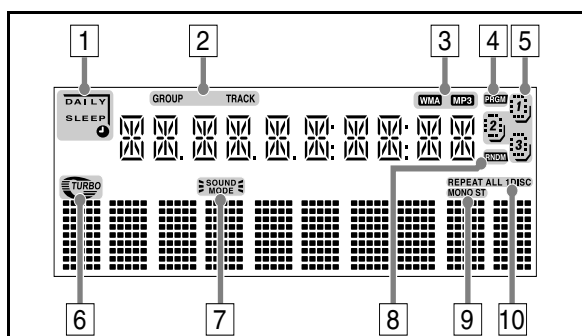 1 2 3 4 5
DAILY
SLEEP
GROUP TRACK
WMA MP3
PRGM
1
2
3
RNDM
TURBO
SOUND
MODE
REPEAT ALL 1DISC
MONO ST
6 7 8 9 10